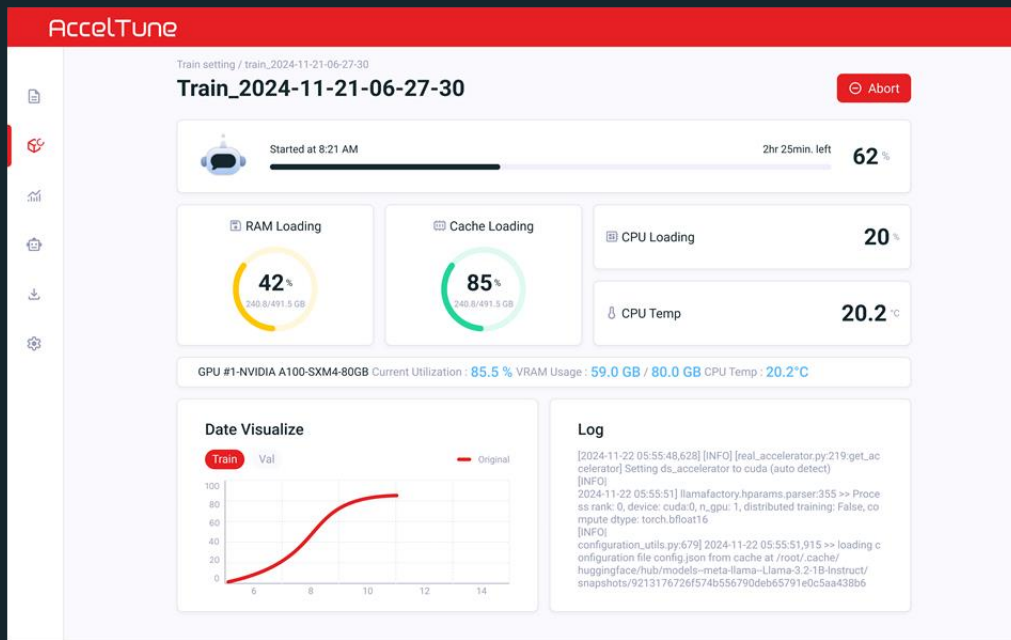 AccelTune
Train setting / train_2024-11-21-06-27-30
Train_2024-11-21-06-27-30
Abort
Started at 8:21 AM
2hr 25min. left
62 %
RAM Loading
42 %
240.8/491.5 GB
Cache Loading
85 %
240.8/491.5 GB
CPU Loading
20 %
CPU Temp
20.2 °C
GPU #1-NVIDIA A100-SXM4-80GB Current Utilization : 85.5 % VRAM Usage : 59.0 GB / 80.0 GB CPU Temp : 20.2°C
Date Visualize
Train
Val
Original
100
80
60
40
20
0
6
8
10
12
14
Log
[2024-11-22 05:55:48,628] [INFO] [real_accelerator.py:219:get_ac
celerator] Setting ds_accelerator to cuda (auto detect)
[INFO|
2024-11-22 05:55:51] llamafactory.hparams.parser:355 >> Proce
ss rank: 0, device: cuda:0, n_gpu: 1, distributed training: False, co
mpute dtype: torch.bfloat16
[INFO|
configuration_utils.py:679] 2024-11-22 05:55:51,915 >> loading c
onfiguration file config.json from cache at /root/.cache/
huggingface/hub/models--meta-llama--Llama-3.2-1B-Instruct/
snapshots/9213176726f574b556790deb65791e0c5aa438b6